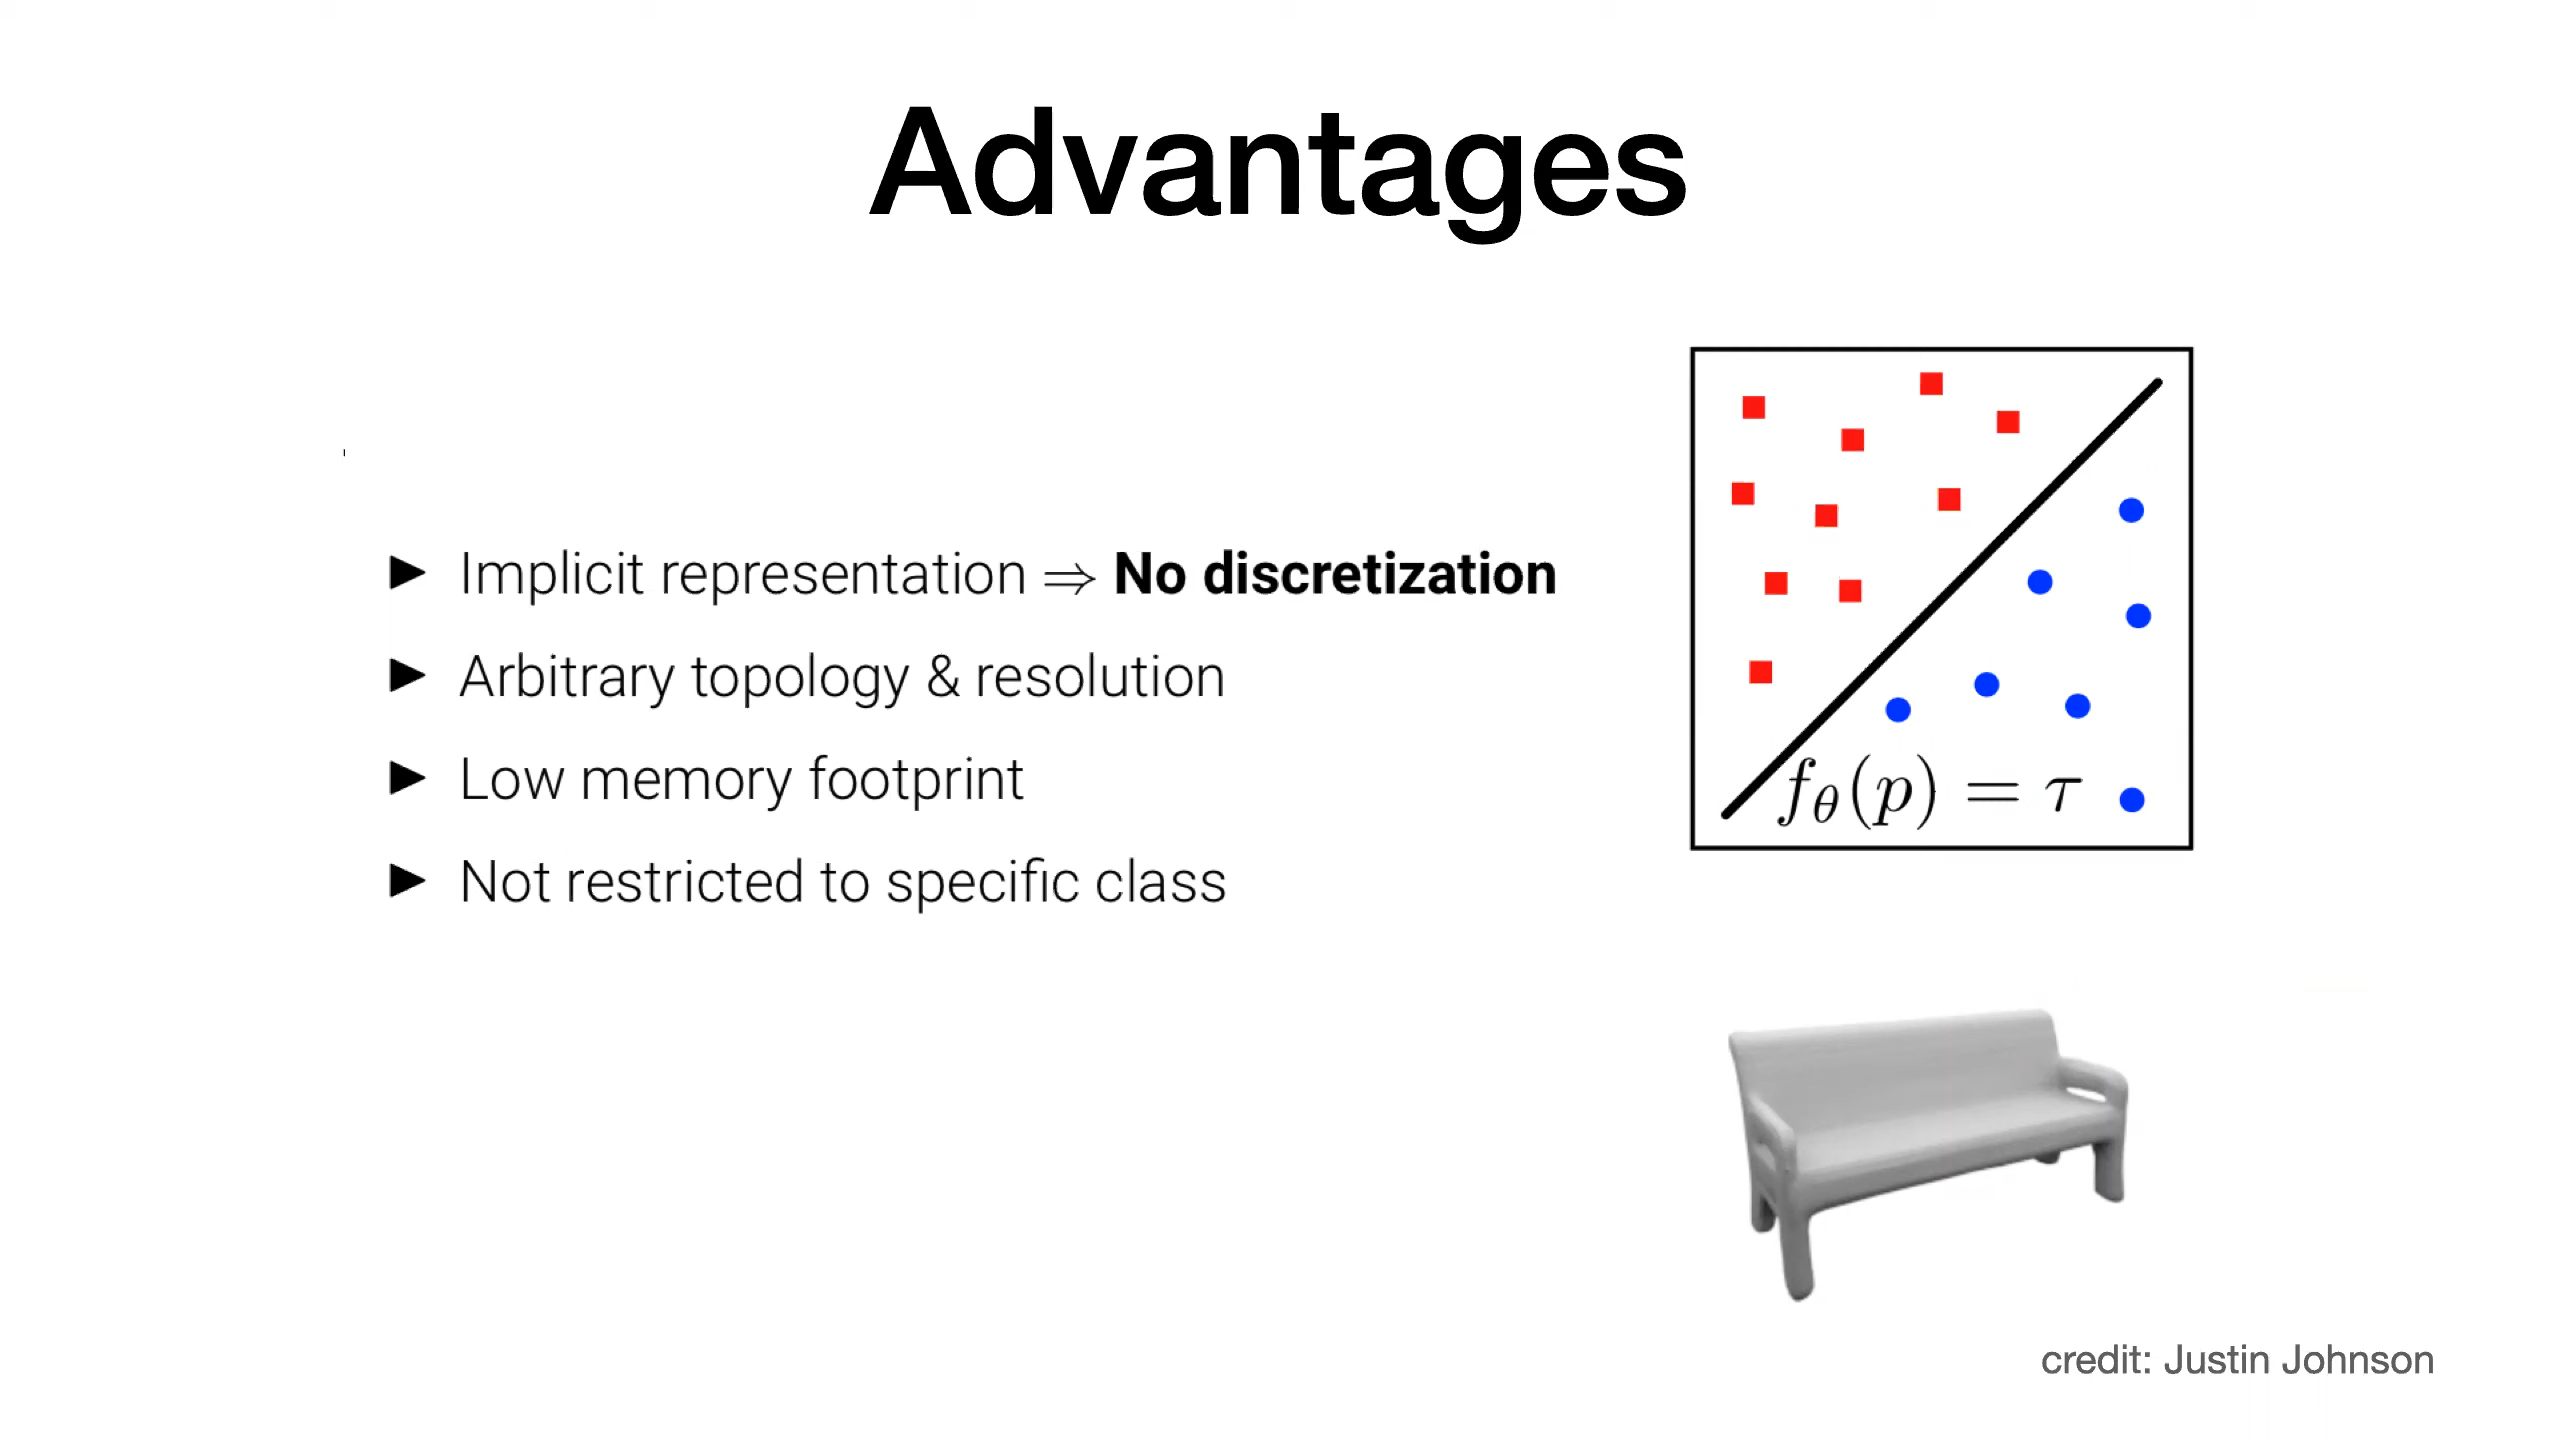 Advantages
► Implicit representation ⇒ No discretization
► Arbitrary topology & resolution
► Low memory footprint
► Not restricted to specific class
f_θ(p) = τ
credit: Justin Johnson